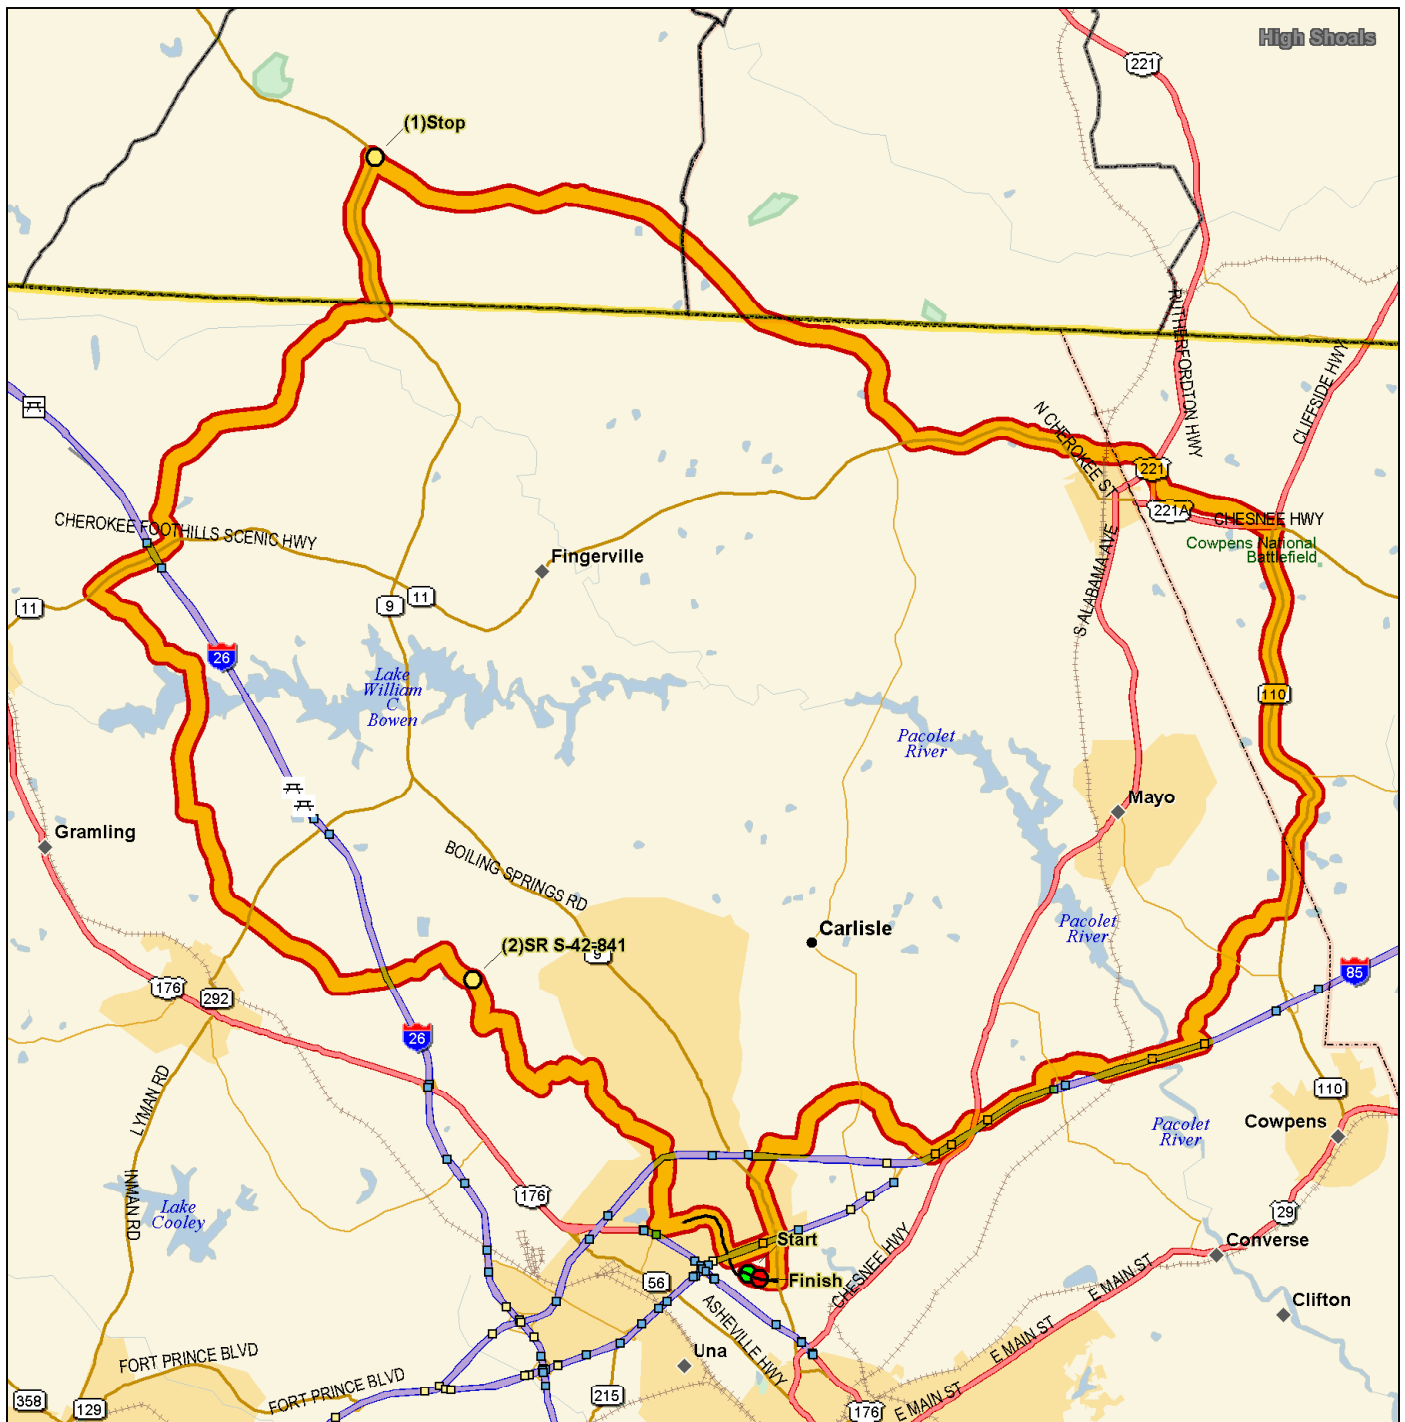 High Shoals
221
(1)Stop
RUTHERFORDTON HWY
CLIFFSIDE HWY
N CHEROKEE ST
221
221A
CHESNEE HWY
Cowpens National
Battlefield
CHEROKEE FOOTHILLS SCENIC HWY
Fingerville
11
9
11
S ALABAMA AVE
26
Lake
William
C
Bowen
110
Pacolet
River
Mayo
Gramling
BOILING SPRINGS RD
Carlisle
Pacolet
River
(2)SR S-42-841
9
85
176
292
26
LYMAN RD
110
Cowpens
Pacolet
River
INMAN RD
Lake
Cooley
176
129
Start
Converse
CHESNEE HWY
Finish
56
E MAIN ST
Clifton
ASHEVILLE HWY
E MAIN ST
Una
FORT PRINCE BLVD
FORT PRINCE BLVD
358
129
215
176
E MAIN ST